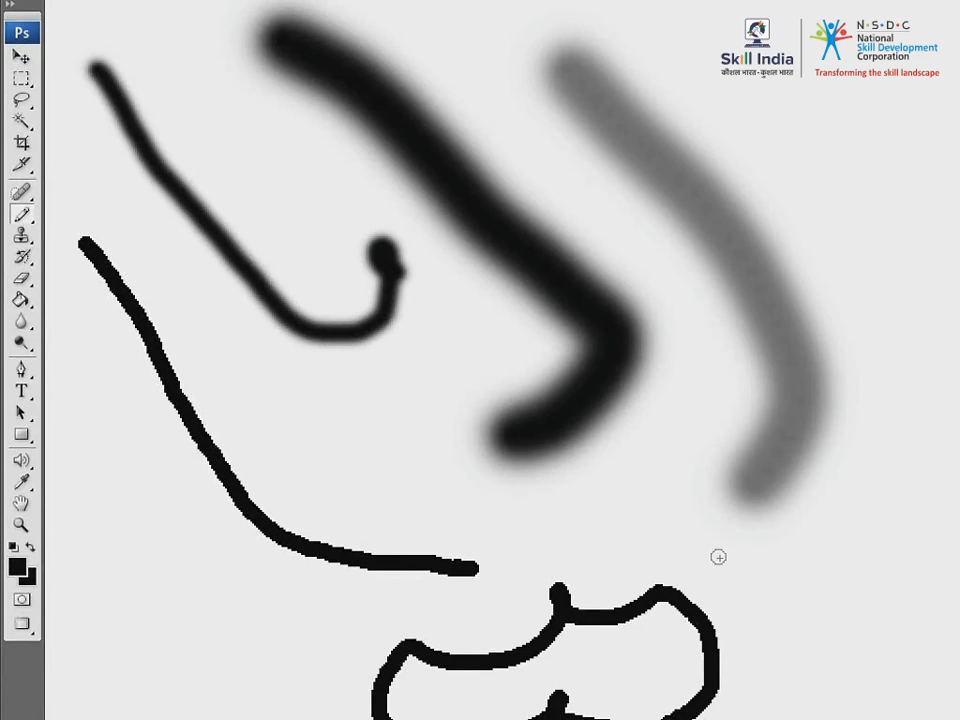 Ps
T
Skill India
कौशल भारत-कुशल भारत
N·S·D·C
National
Skill Development
Corporation
Transforming the skill landscape